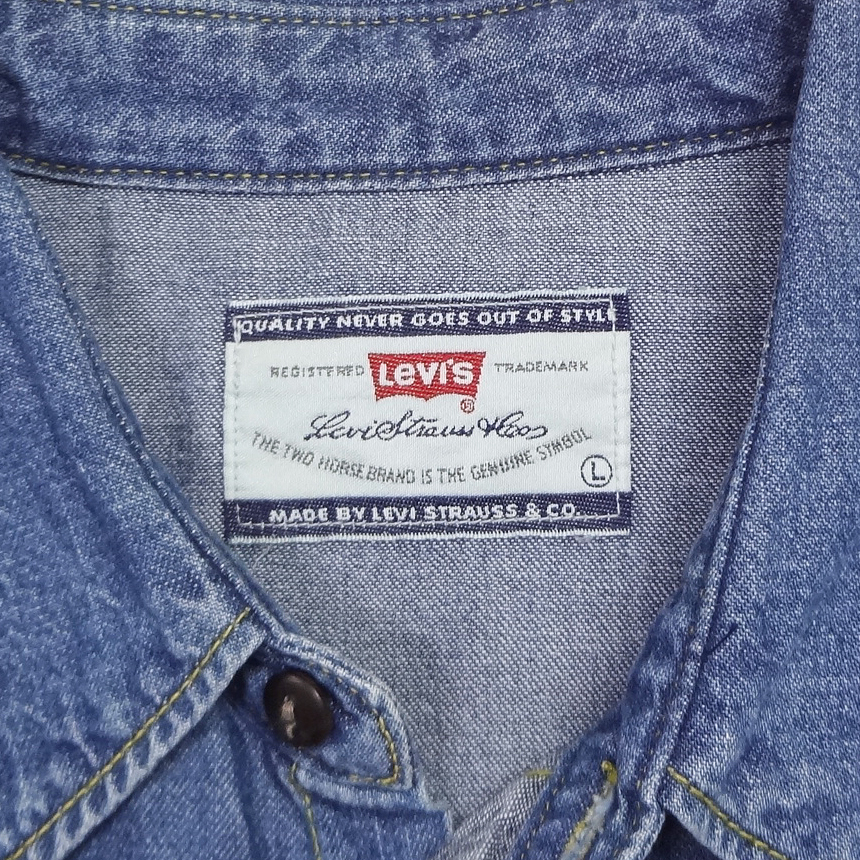 QUALITY NEVER GOES OUT OF STYLE
REGISTERED Levi's TRADEMARK
®
Levi Strauss & Co
THE TWO HORSE BRAND IS THE GENUINE SYMBOL
L
MADE BY LEVI STRAUSS & CO.